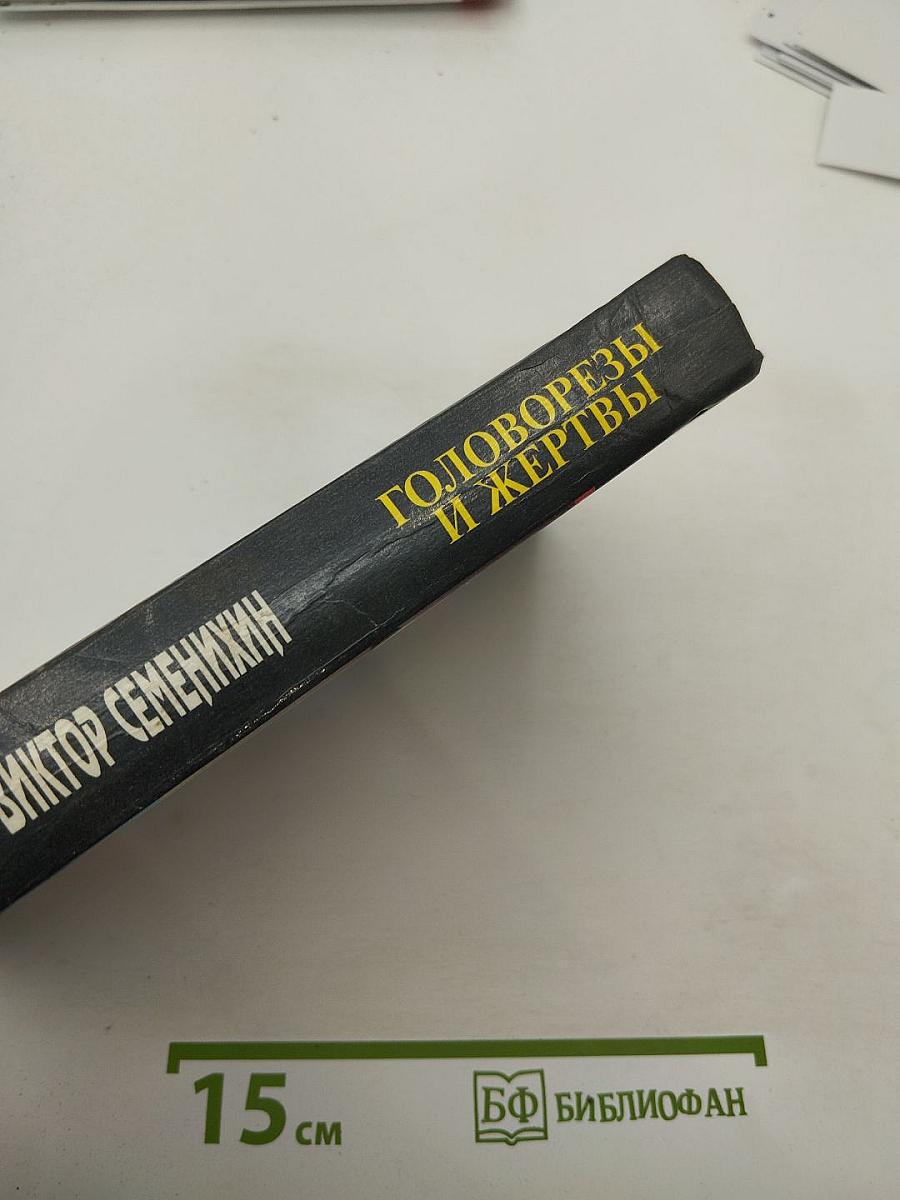 ВИКТОР СЕМЕНИХИН
ГОЛОВОРЕЗЫ
И ЖЕРТВЫ
15 см
БФ БИБЛИОФАН